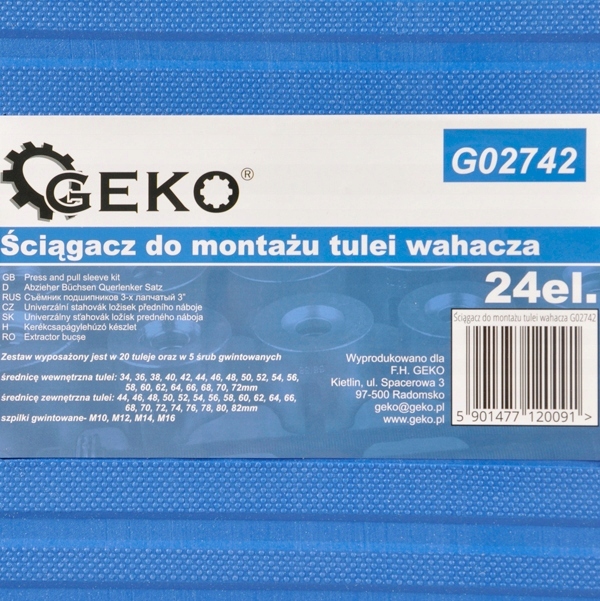 GEKO®
G02742
Ściągacz do montażu tulei wahacza
24el.
GB Press and pull sleeve kit
D Abzieher Büchsen Querlenker Satz
RUS Съёмник подшипников 3-х лапчатый 3"
CZ Univerzální stahovák ložisek předního náboje
SK Univerzálny sťahovák ložísk predného náboja
H Kerékcsapágylehúzó készlet
RO Extractor bucşe
Zestaw wyposażony jest w 20 tuleje oraz w 5 śrub gwintowanych
średnicę wewnętrzna tulei: 34, 36, 38, 40, 42, 44, 46, 48, 50, 52, 54, 56,
58, 60, 62, 64, 66, 68, 70, 72mm
średnicę zewnętrzna tulei: 44, 46, 48, 50, 52, 54, 56, 58, 60, 62, 64, 66,
68, 70, 72, 74, 76, 78, 80, 82mm
szpilki gwintowane- M10, M12, M14, M16
Wyprodukowano dla
F.H. GEKO
Kietlin, ul. Spacerowa 3
97-500 Radomsko
geko@geko.pl
www.geko.pl
Ściągacz do montażu tulei wahacza G02742
5 901477 120091 >